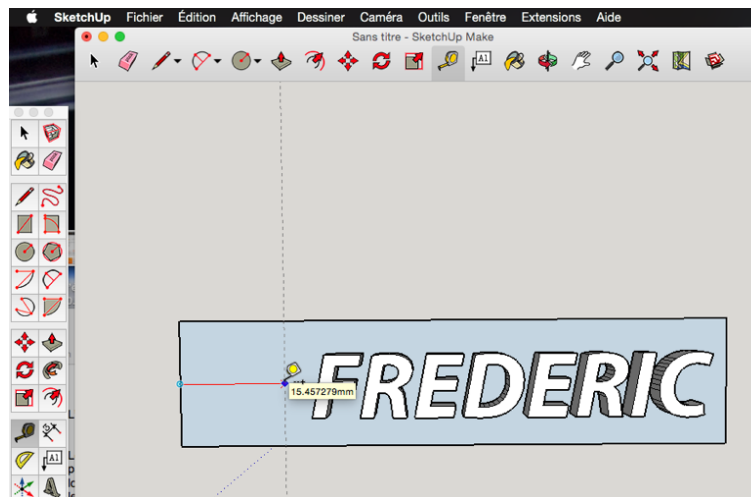 SketchUp Fichier Édition Affichage Dessiner Caméra Outils Fenêtre Extensions Aide
Sans titre - SketchUp Make
A1
FREDERIC
15.457279mm
A1